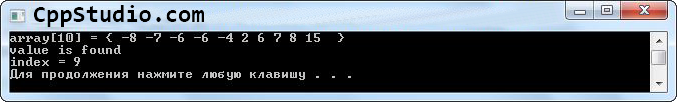 CppStudio.com
array[10] = { -8 -7 -6 -6 -4 2 6 7 8 15  }
value is found
index = 9
Для продолжения нажмите любую клавишу . . .